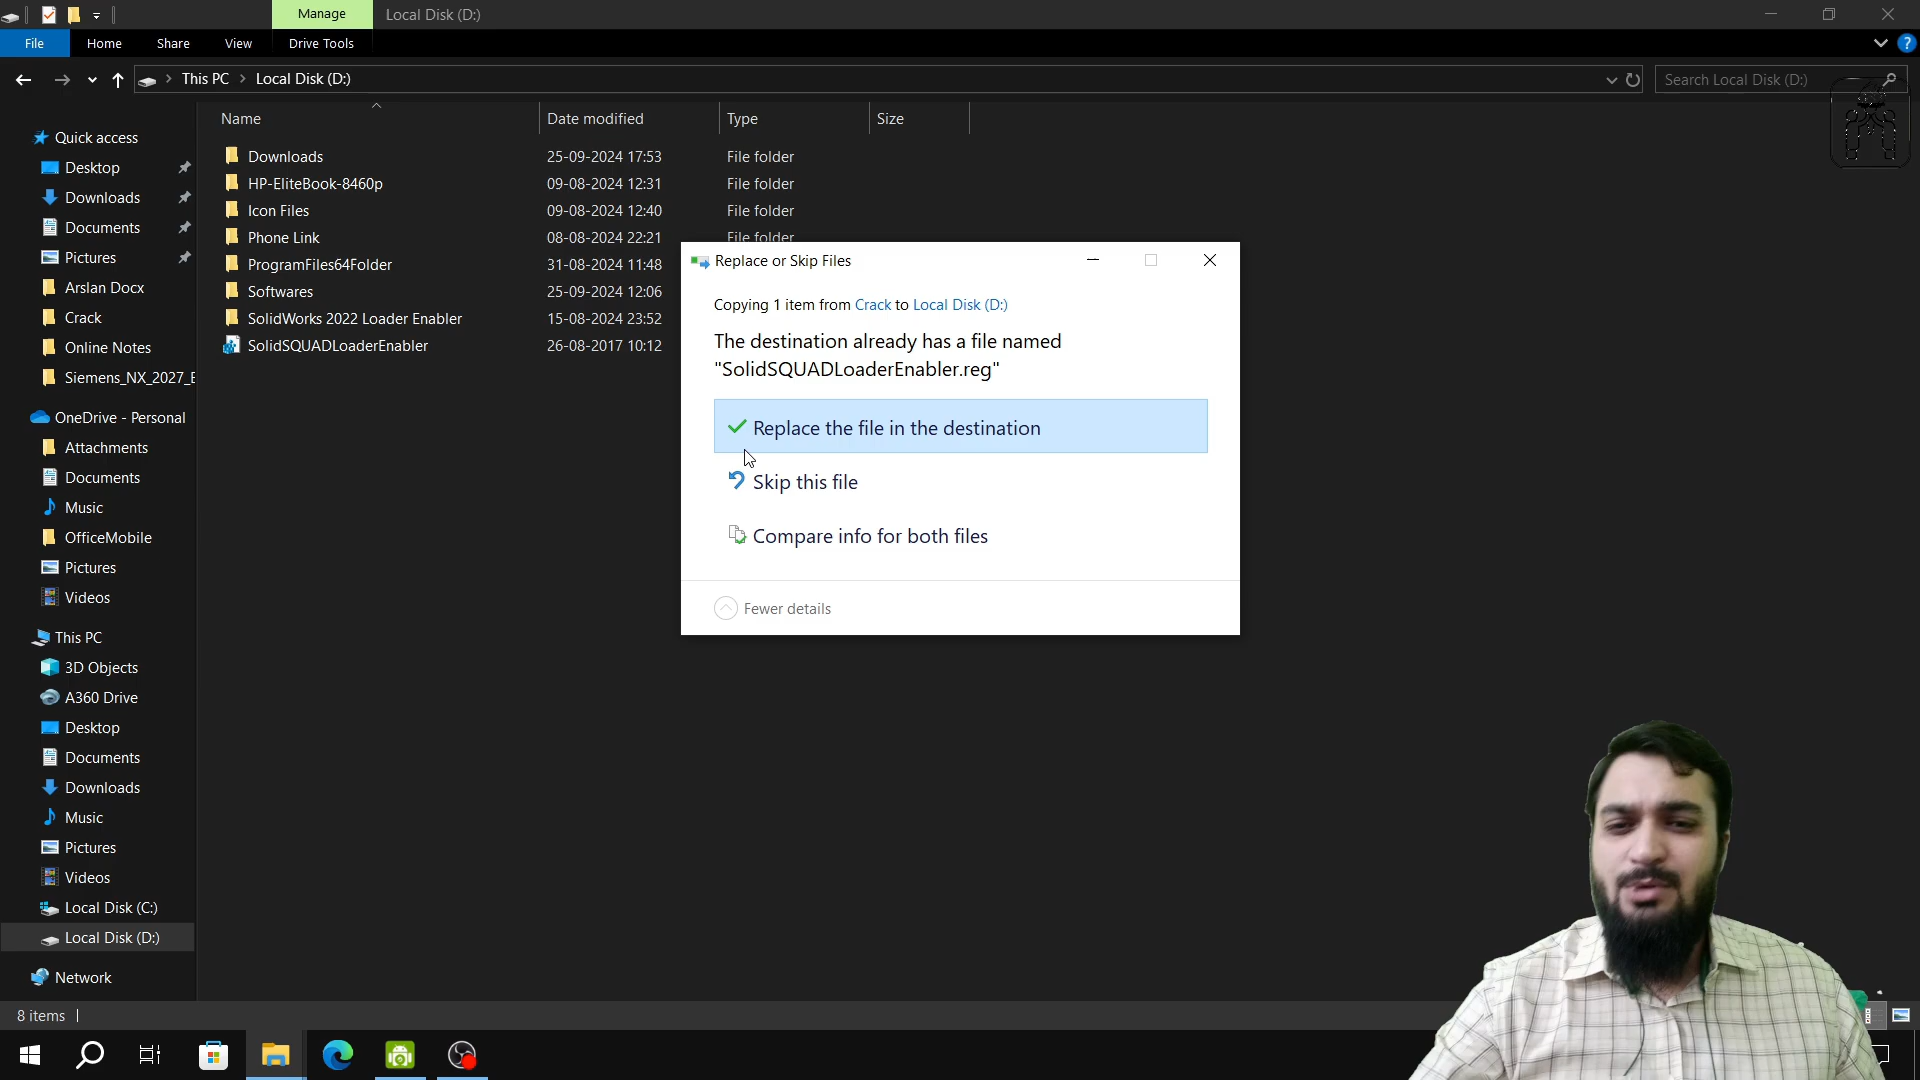 Manage
Local Disk (D:)
File
Home
Share
View
Drive Tools
This PC
Local Disk (D:)
Search Local Disk (D:)
Name
Date modified
Type
Size
Downloads 25-09-2024 17:53 File folder
HP-EliteBook-8460p 09-08-2024 12:31 File folder
Icon Files 09-08-2024 12:40 File folder
Phone Link 08-08-2024 22:21 File folder
ProgramFiles64Folder 31-08-2024 11:48
Softwares 25-09-2024 12:06
SolidWorks 2022 Loader Enabler 15-08-2024 23:52
SolidSQUADLoaderEnabler 26-08-2017 10:12
Quick access
Desktop
Downloads
Documents
Pictures
Arslan Docx
Crack
Online Notes
Siemens_NX_2027_E
OneDrive - Personal
Attachments
Documents
Music
OfficeMobile
Pictures
Videos
This PC
3D Objects
A360 Drive
Desktop
Documents
Downloads
Music
Pictures
Videos
Local Disk (C:)
Local Disk (D:)
Network
Replace or Skip Files
Copying 1 item from Crack to Local Disk (D:)
The destination already has a file named
"SolidSQUADLoaderEnabler.reg"
Replace the file in the destination
Skip this file
Compare info for both files
Fewer details
8 items